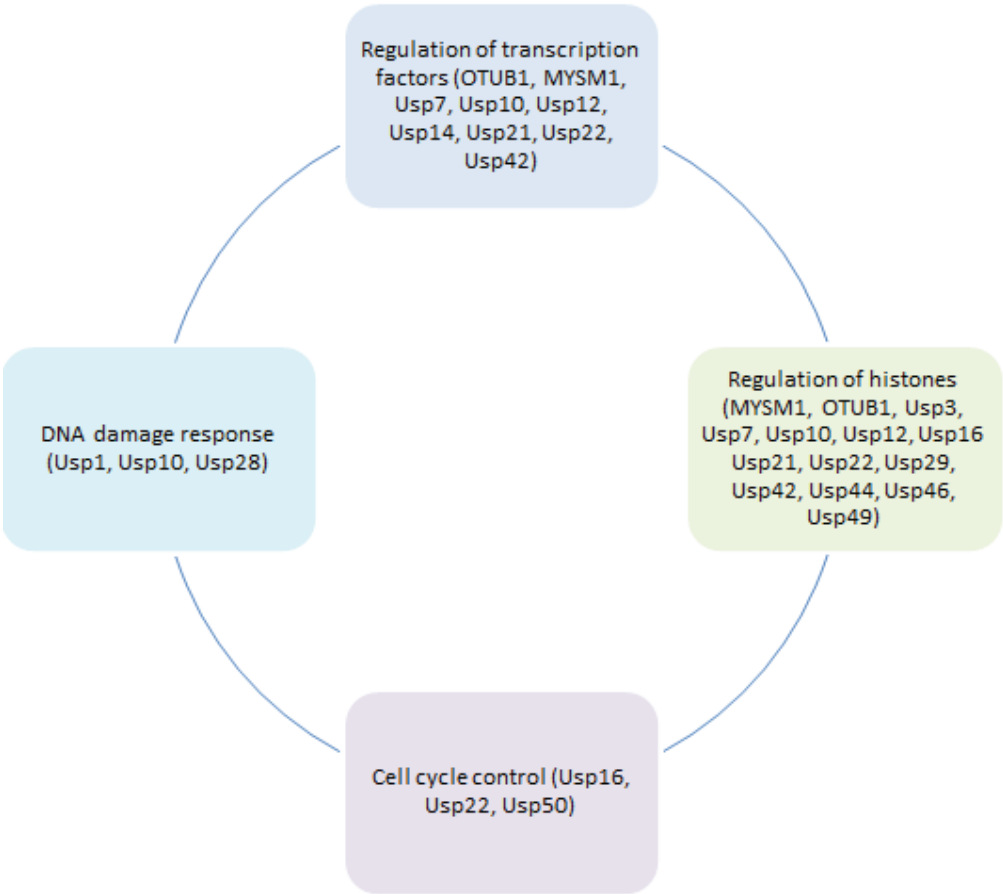 Regulation of transcription
factors (OTUB1, MYSM1,
Usp7, Usp10, Usp12,
Usp14, Usp21, Usp22,
Usp42)
DNA damage response
(Usp1, Usp10, Usp28)
Regulation of histones
(MYSM1, OTUB1, Usp3,
Usp7, Usp10, Usp12, Usp16
Usp21, Usp22, Usp29,
Usp42, Usp44, Usp46,
Usp49)
Cell cycle control (Usp16,
Usp22, Usp50)